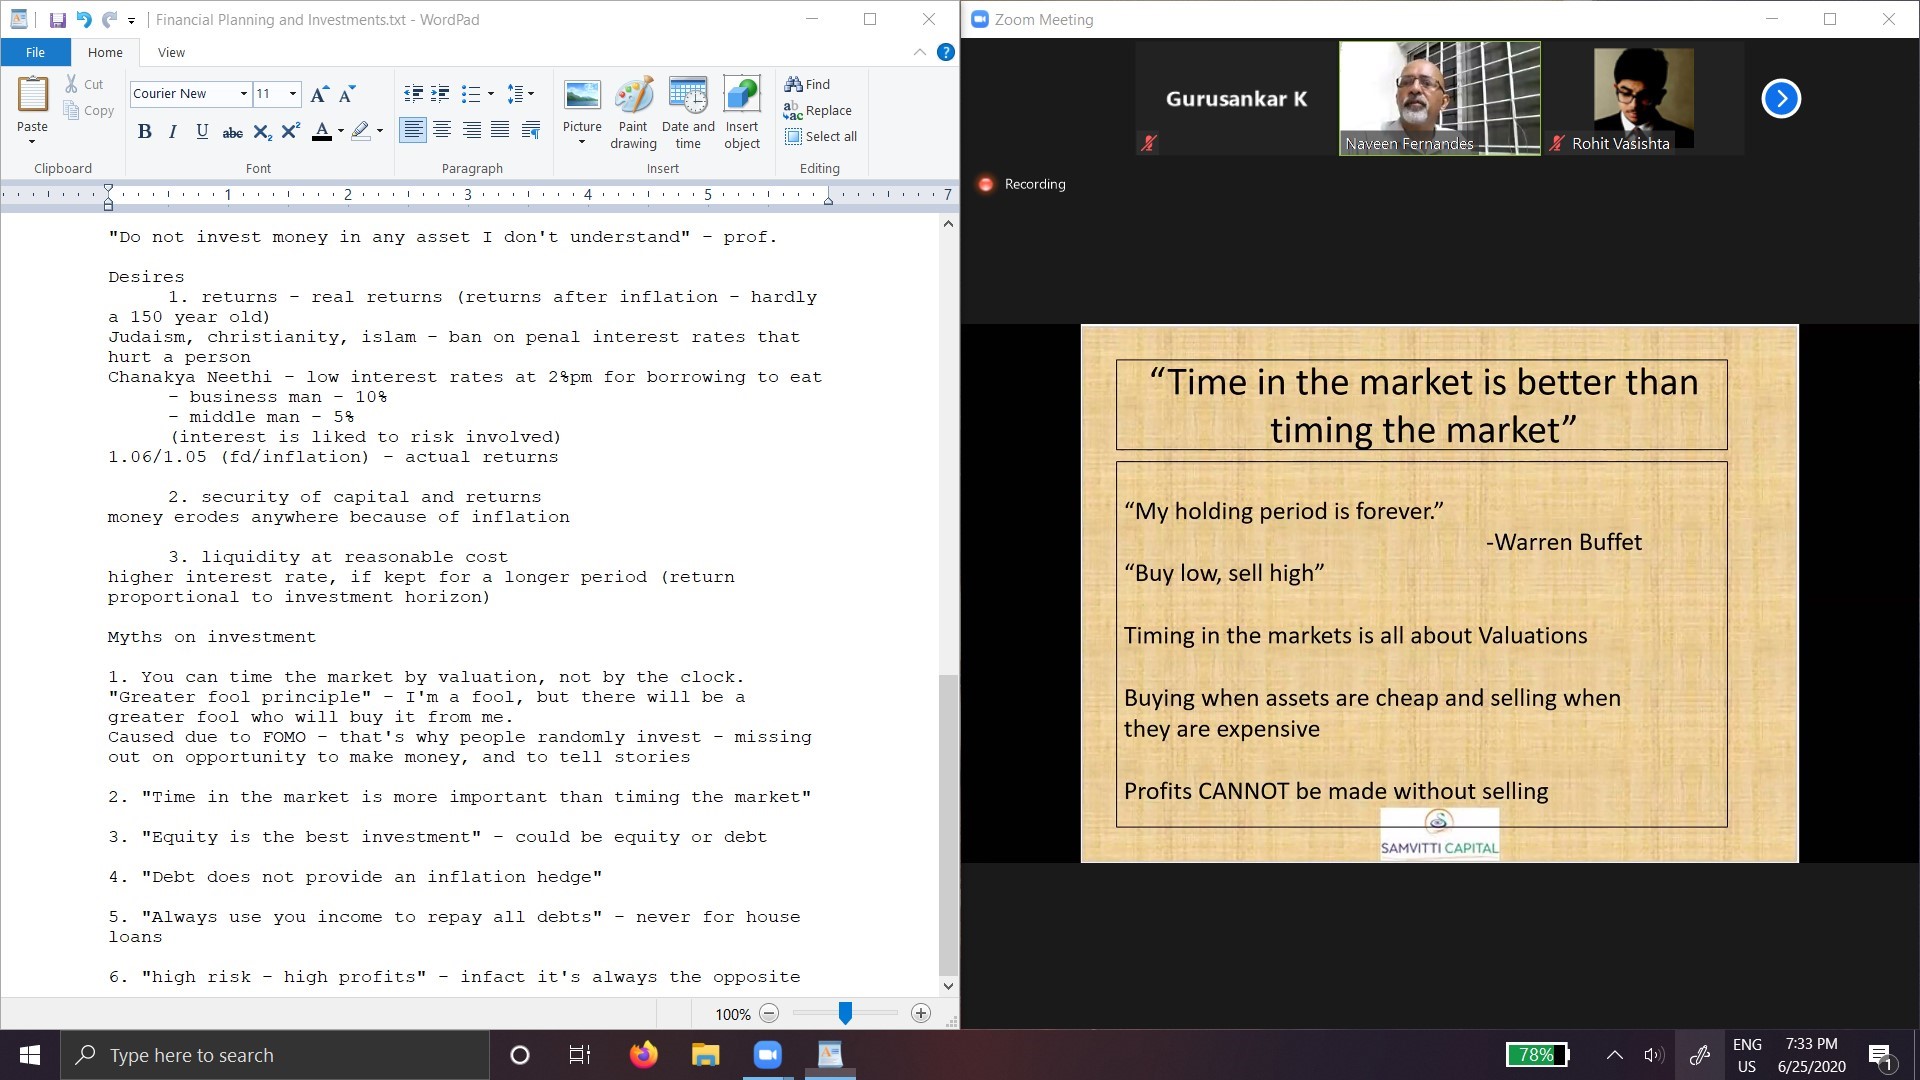 Financial Planning and Investments.txt - WordPad
File
Home
View
Paste
Cut
Copy
Clipboard
Courier New
11
B I U abc X₂ X² A
Font
Paragraph
Picture
Paint drawing
Date and time
Insert object
Insert
Find
Replace
Select all
Editing
1 2 3 4 5 7
"Do not invest money in any asset I don't understand" - prof.
Desires
1. returns - real returns (returns after inflation - hardly
a 150 year old)
Judaism, christianity, islam - ban on penal interest rates that
hurt a person
Chanakya Neethi - low interest rates at 2%pm for borrowing to eat
- business man - 10%
- middle man - 5%
(interest is liked to risk involved)
1.06/1.05 (fd/inflation) - actual returns
2. security of capital and returns
money erodes anywhere because of inflation
3. liquidity at reasonable cost
higher interest rate, if kept for a longer period (return
proportional to investment horizon)
Myths on investment
1. You can time the market by valuation, not by the clock.
"Greater fool principle" - I'm a fool, but there will be a
greater fool who will buy it from me.
Caused due to FOMO - that's why people randomly invest - missing
out on opportunity to make money, and to tell stories
2. "Time in the market is more important than timing the market"
3. "Equity is the best investment" - could be equity or debt
4. "Debt does not provide an inflation hedge"
5. "Always use you income to repay all debts" - never for house
loans
6. "high risk - high profits" - infact it's always the opposite
100%
Zoom Meeting
Gurusankar K
Naveen Fernandes
Rohit Vasishta
Recording
“Time in the market is better than
timing the market”
“My holding period is forever.”
-Warren Buffet
“Buy low, sell high”
Timing in the markets is all about Valuations
Buying when assets are cheap and selling when
they are expensive
Profits CANNOT be made without selling
SAMVITTI CAPITAL
Type here to search
78%
ENG
US
7:33 PM
6/25/2020
1